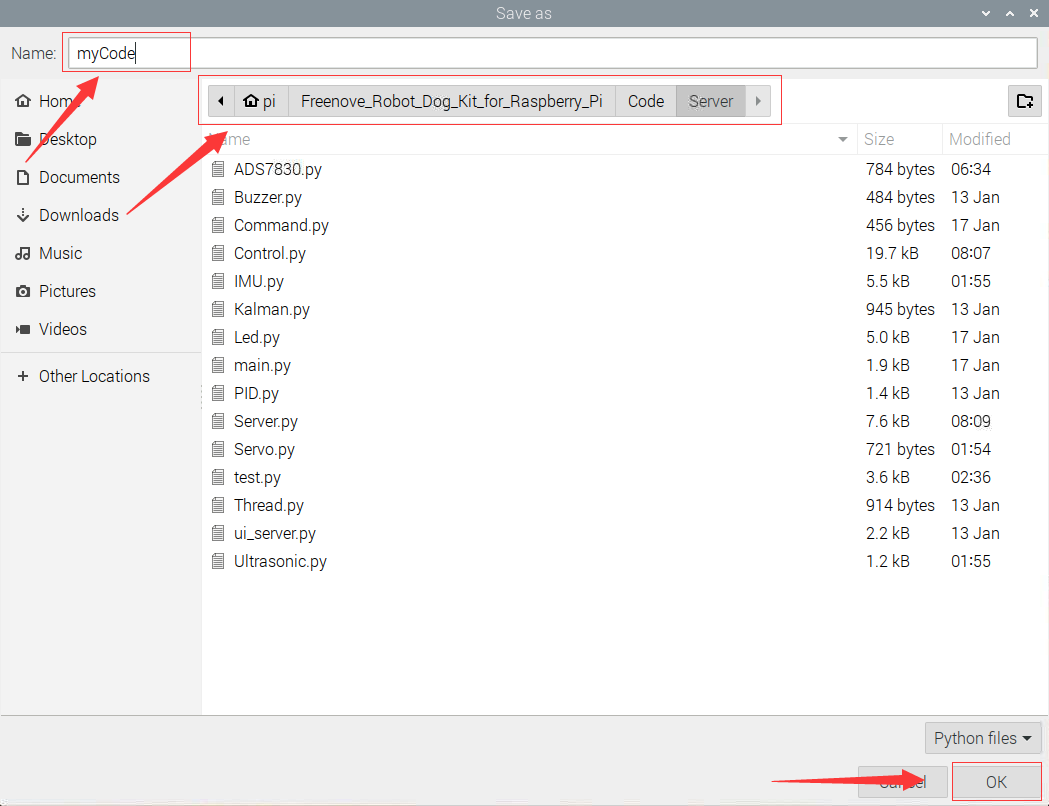 Save as
Name: myCode
Home
Desktop
Documents
Downloads
Music
Pictures
Videos
Other Locations
pi Freenove_Robot_Dog_Kit_for_Raspberry_Pi Code Server
Name Size Modified
ADS7830.py 784 bytes 06:34
Buzzer.py 484 bytes 13 Jan
Command.py 456 bytes 17 Jan
Control.py 19.7 kB 08:07
IMU.py 5.5 kB 01:55
Kalman.py 945 bytes 13 Jan
Led.py 5.0 kB 17 Jan
main.py 1.9 kB 17 Jan
PID.py 1.4 kB 13 Jan
Server.py 7.6 kB 08:09
Servo.py 721 bytes 01:54
test.py 3.6 kB 02:36
Thread.py 914 bytes 13 Jan
ui_server.py 2.2 kB 13 Jan
Ultrasonic.py 1.2 kB 01:55
Python files
Cancel OK